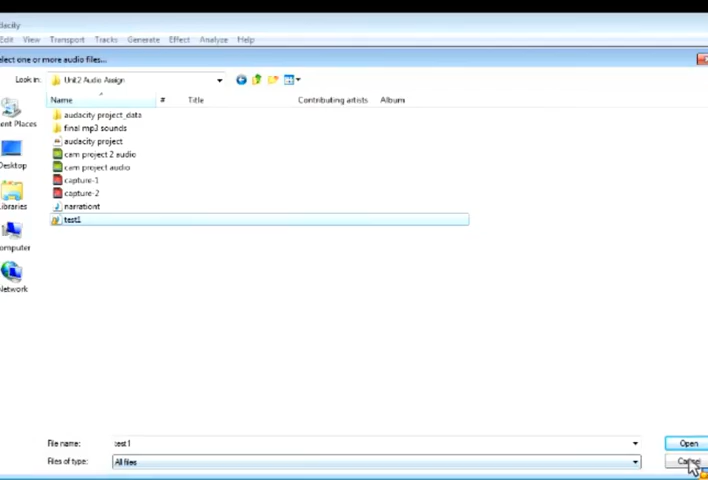 dacity
Edit View Transport Tracks Generate Effect Analyze Help
elect one or more audio files...
Look in: Unit2 Audio Assign
Name # Title Contributing artists Album
audacity project_data
final mp3 sounds
audacity project
cam project 2 audio
cam project audio
capture-1
capture-2
narrationt
test1
ent Places
Desktop
ibraries
omputer
Network
File name: test1 Open
Files of type: All files Cancel